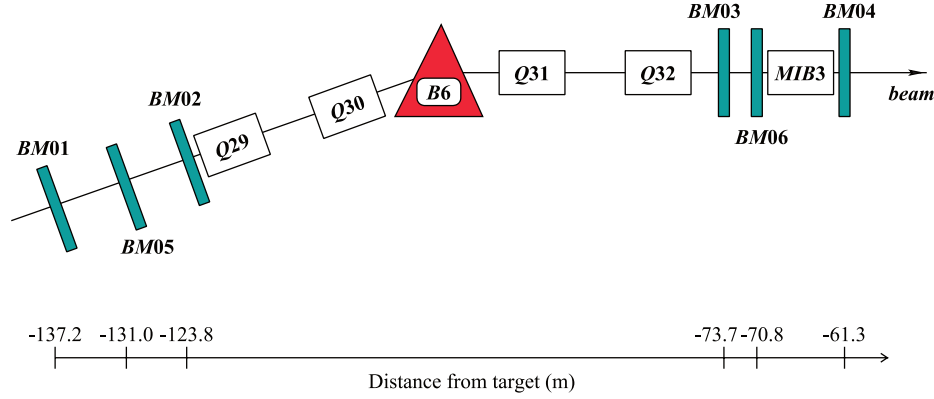 BM03
BM04
BM02
B6
Q31
Q32
MIB3
beam
Q30
Q29
BM01
BM06
BM05
-137.2
-131.0
-123.8
-73.7
-70.8
-61.3
Distance from target (m)